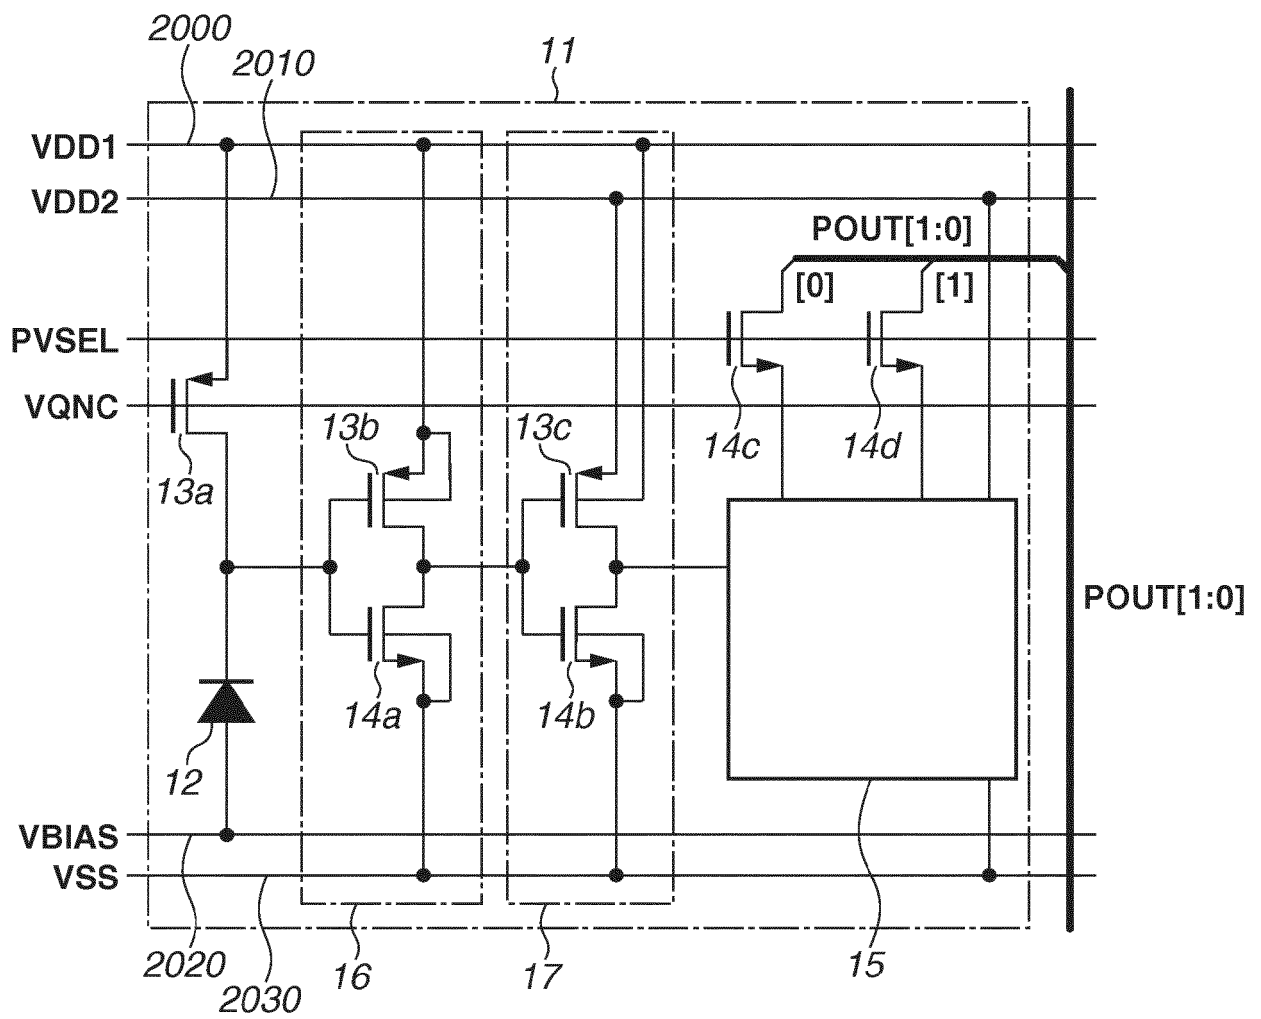 2000
2010
11
VDD1
VDD2
POUT[1:0]
[0]
[1]
PVSEL
VQNC
13b
13c
14c
14d
13a
POUT[1:0]
14a
14b
12
VBIAS
VSS
2020
16
17
15
2030